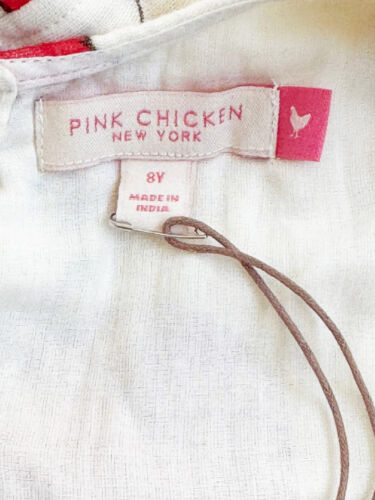 PINK CHICKEN
NEW YORK
8Y
MADE IN
INDIA